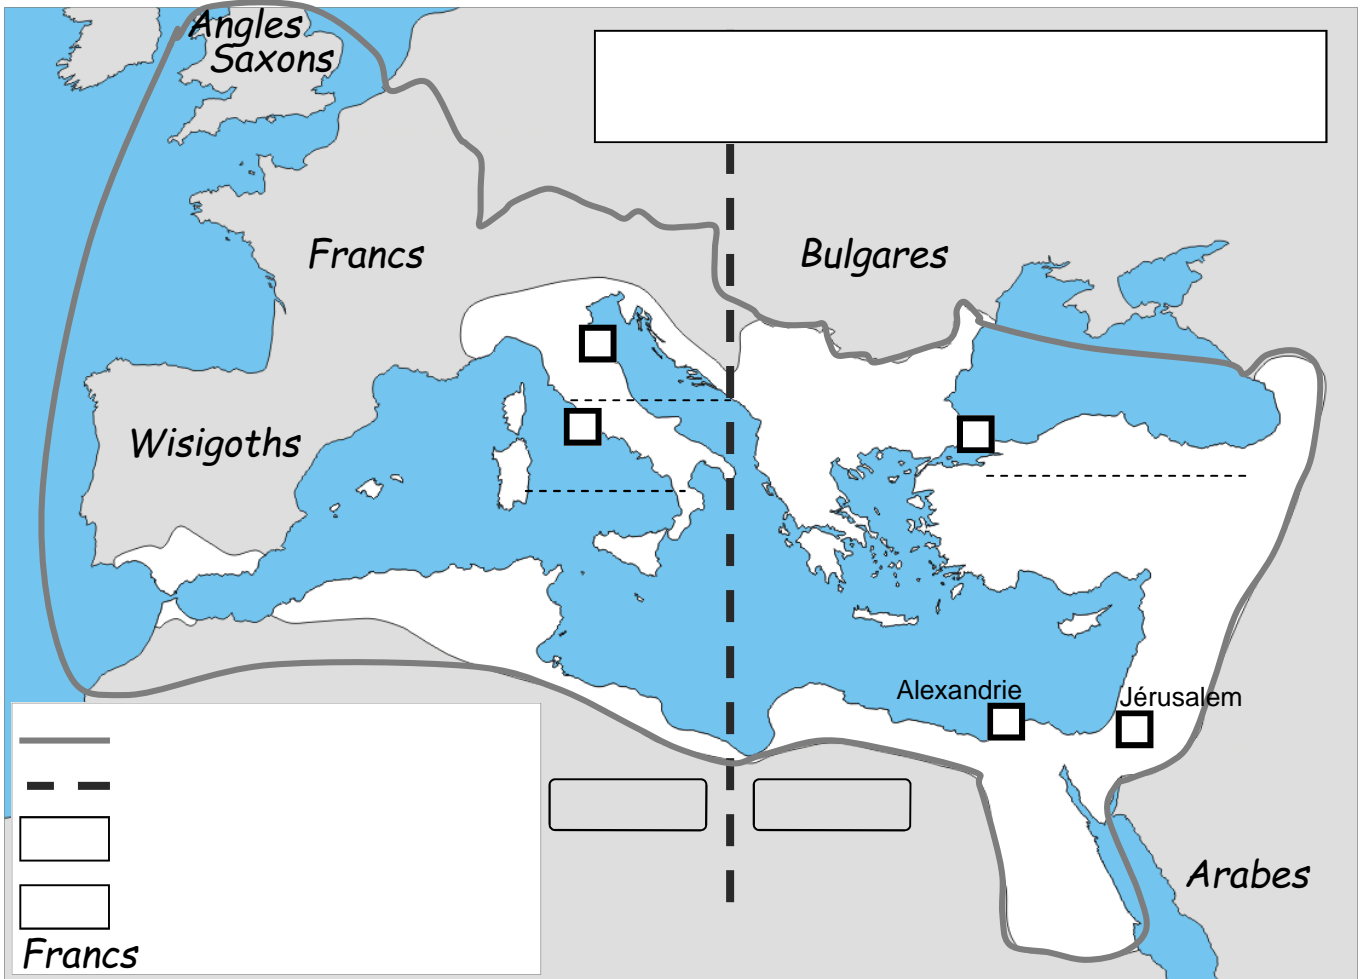 Angles
Saxons
Francs
Bulgares
Wisigoths
Alexandrie
Jérusalem
Arabes
Francs